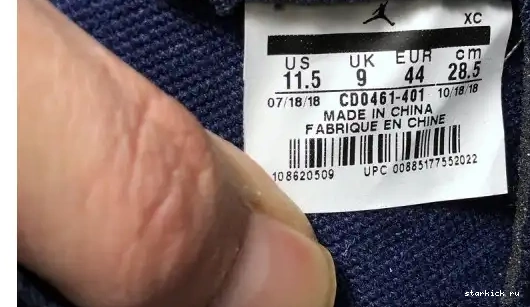 XC
US UK EUR cm
11.5 9 44 28.5
07/18/18 CD0461-401 10/18/18
MADE IN CHINA
FABRIQUE EN CHINE
108620509 UPC 00885177552022
starkick.ru